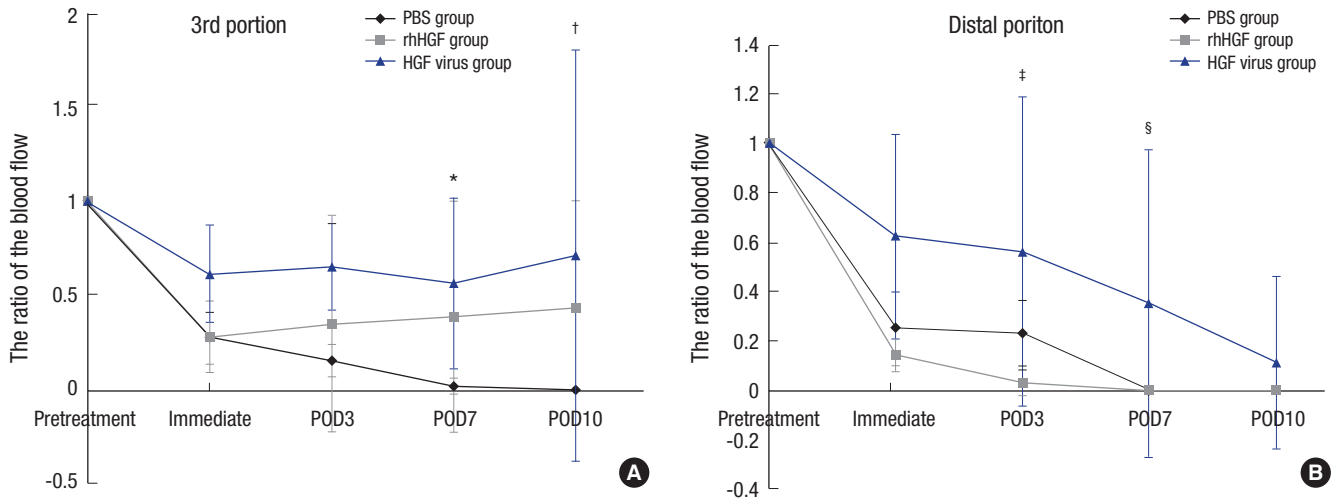 3rd portion
PBS group
rhHGF group
HGF virus group
The ratio of the blood flow
2
1.5
1
0.5
0
-0.5
*
†
Pretreatment Immediate POD3 POD7 POD10
A
Distal poriton
PBS group
rhHGF group
HGF virus group
The ratio of the blood flow
1.4
1.2
1
0.8
0.6
0.4
0.2
0
-0.2
-0.4
‡
§
Pretreatment Immediate POD3 POD7 POD10
B